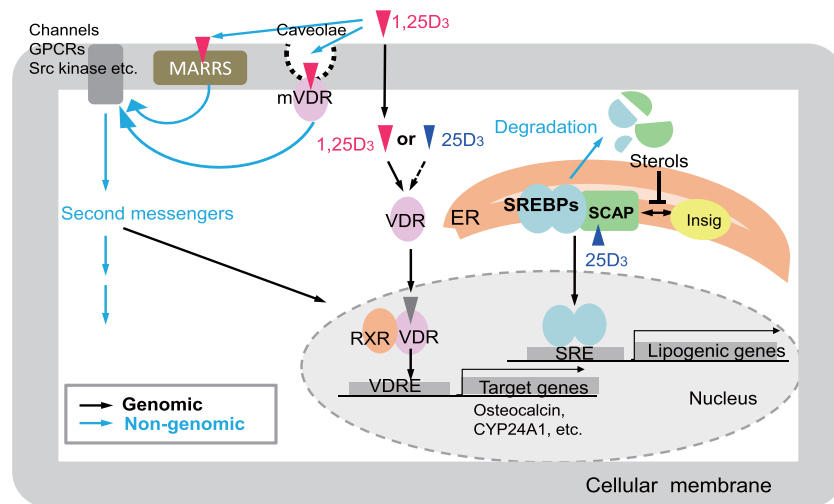 Channels
GPCRs
Src kinase etc.
MARRS
Caveolae
1,25D3
mVDR
1,25D3 or 25D3
Degradation
Sterols
Second messengers
VDR
ER
SREBPs
SCAP
Insig
25D3
RXR
VDR
SRE
Lipogenic genes
VDRE
Target genes
Osteocalcin,
CYP24A1, etc.
Nucleus
Genomic
Non-genomic
Cellular membrane